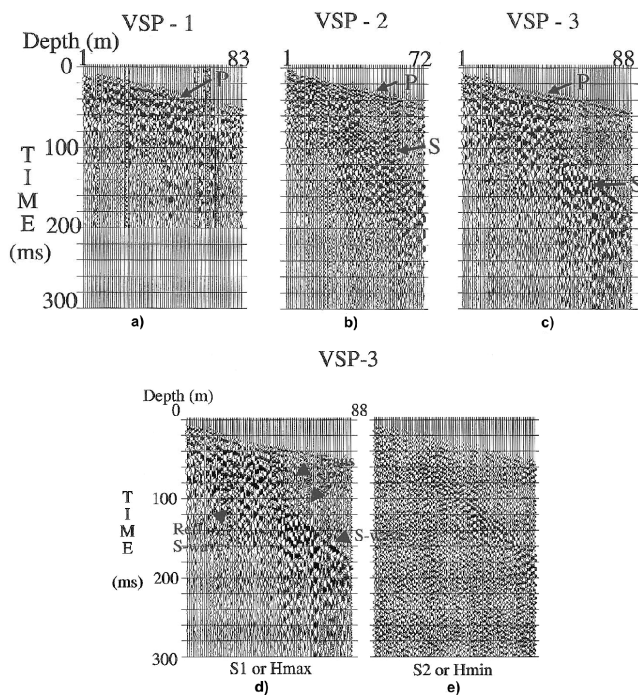 VSP - 1
VSP - 2
VSP - 3
Depth (m)
1
83
1
72
1
88
0
P
P
P
100
S
S
T
I
M
E
200
(ms)
300
a)
b)
c)
VSP-3
Depth (m)
0
88
100
T
I
M
E
S-wave
200
(ms)
300
S1 or Hmax
S2 or Hmin
d)
e)